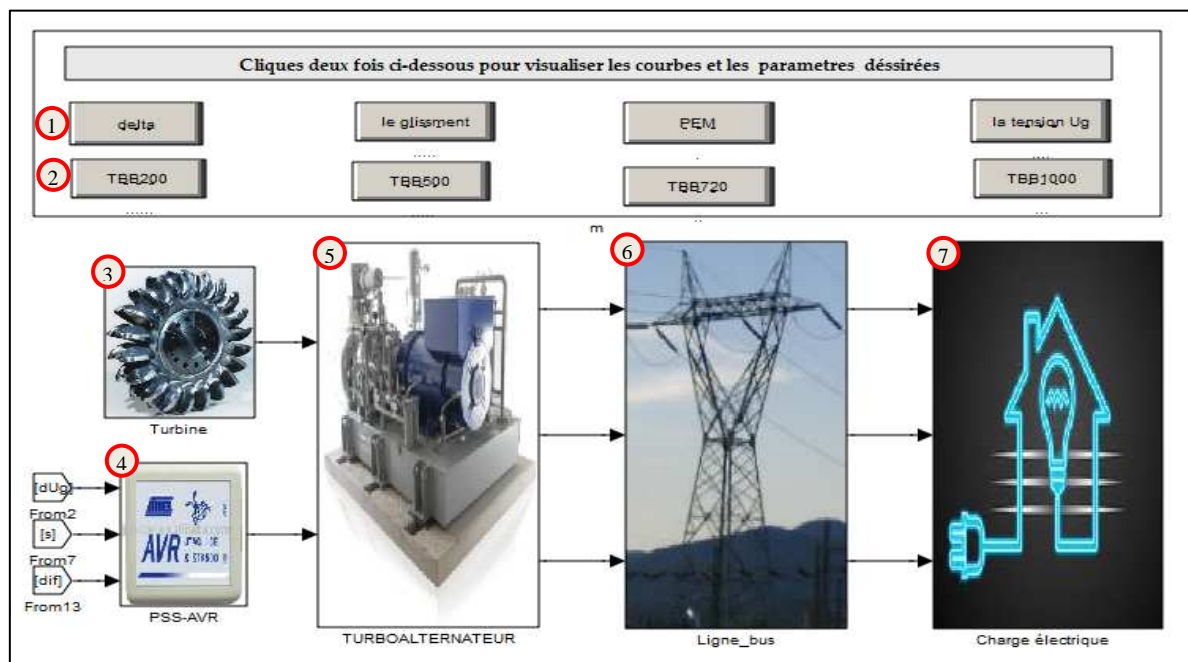 Cliques deux fois ci-dessous pour visualiser les courbes et les parametres déssirées
1
delta
le glissment
PEM
la tension Ug
.....
.
....
2
TBB200
TBB500
TBB720
TBB1000
......
.....
..
...
m
3
5
6
7
Turbine
4
[dUg]
From2
[s]
From7
[dif]
From13
AVR
PSS-AVR
TURBOALTERNATEUR
Ligne_bus
Charge électrique